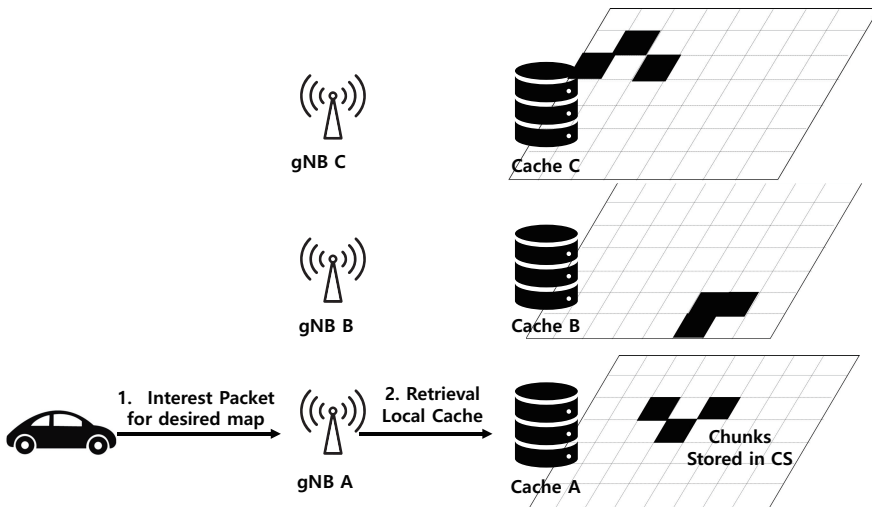 gNB C
Cache C
gNB B
Cache B
1. Interest Packet
for desired map
2. Retrieval
Local Cache
gNB A
Cache A
Chunks
Stored in CS